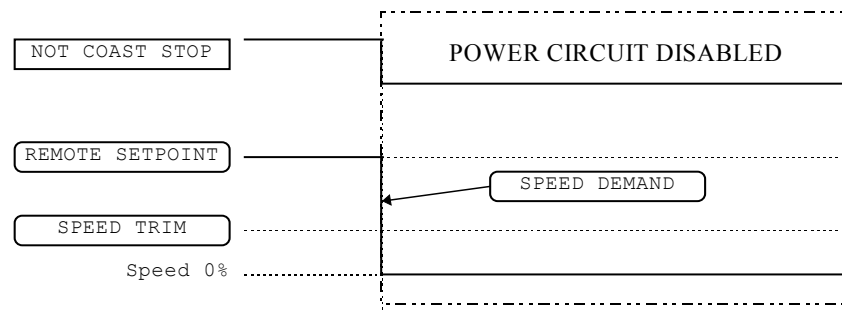 NOT COAST STOP
POWER CIRCUIT DISABLED
REMOTE SETPOINT
SPEED DEMAND
SPEED TRIM
Speed 0%